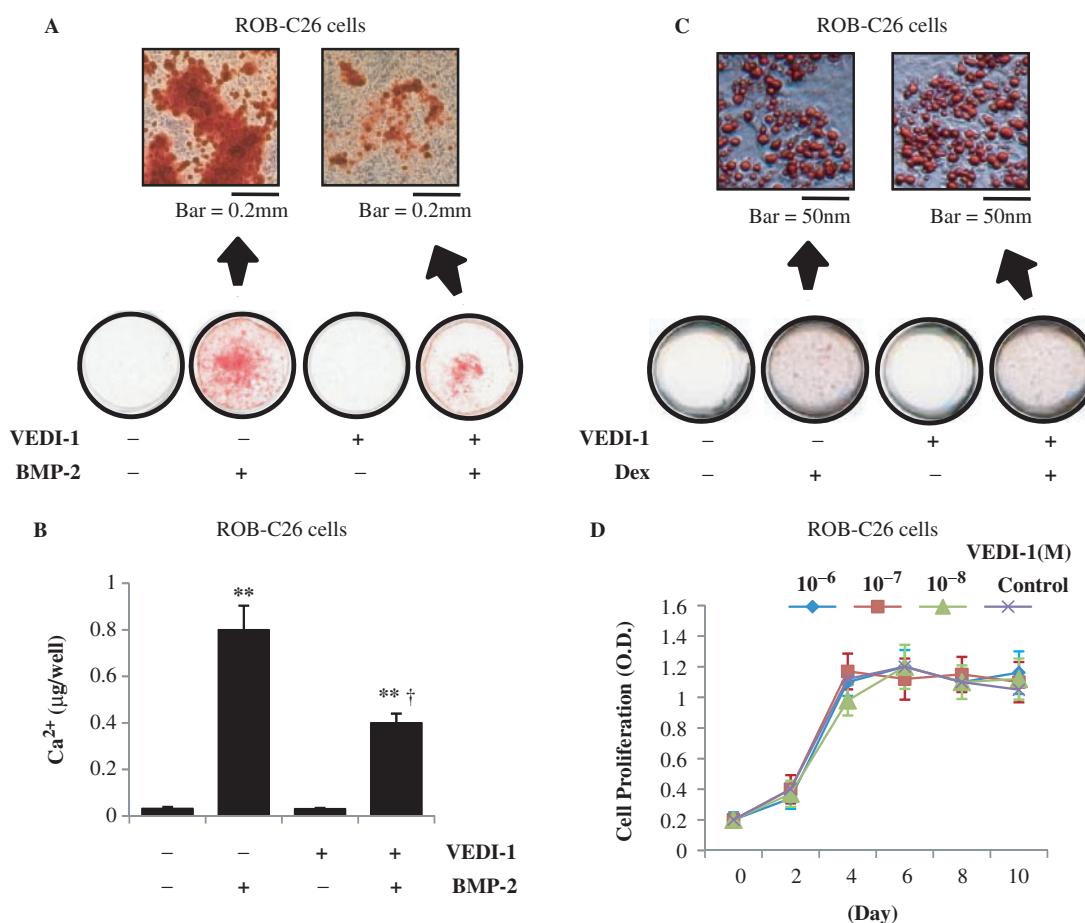 A
ROB-C26 cells
Bar = 0.2mm
Bar = 0.2mm
VEDI-1 – – + +
BMP-2 – + – +
C
ROB-C26 cells
Bar = 50nm
Bar = 50nm
VEDI-1 – – + +
Dex – + – +
B
ROB-C26 cells
Ca²⁺ (μg/well)
1
0.8
0.6
0.4
0.2
0
**
** †
– – + + VEDI-1
– + – + BMP-2
D
ROB-C26 cells
VEDI-1(M)
10⁻⁶ 10⁻⁷ 10⁻⁸ Control
Cell Proliferation (O.D.)
1.6
1.4
1.2
1
0.8
0.6
0.4
0.2
0
0 2 4 6 8 10
(Day)